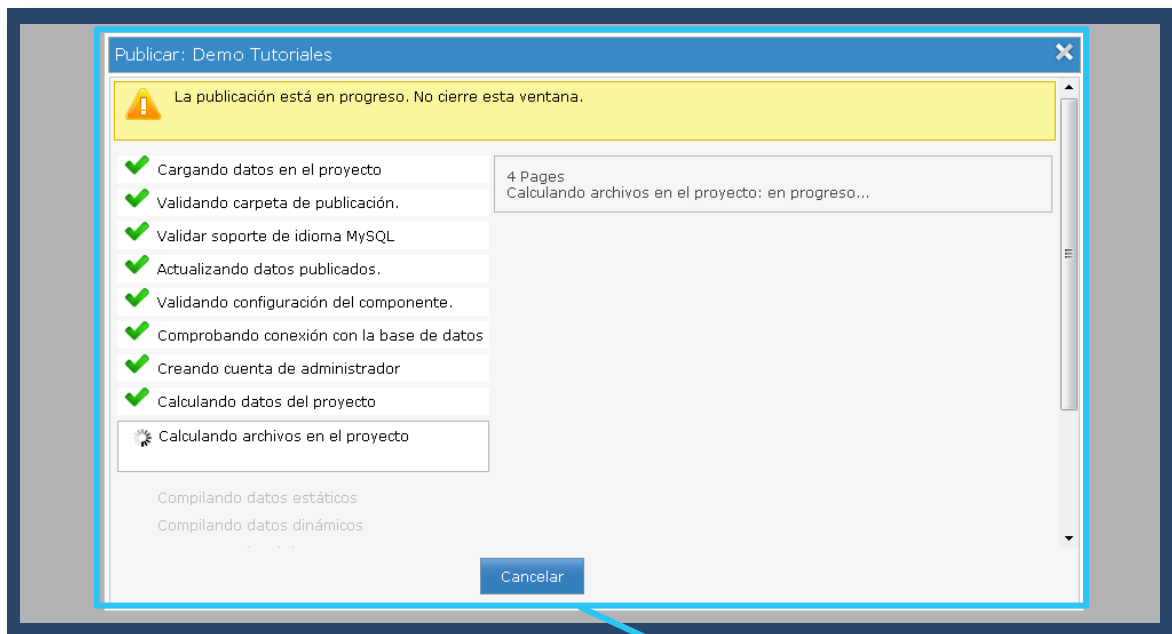 Publicar: Demo Tutoriales
La publicación está en progreso. No cierre esta ventana.
Cargando datos en el proyecto
Validando carpeta de publicación.
Validar soporte de idioma MySQL
Actualizando datos publicados.
Validando configuración del componente.
Comprobando conexión con la base de datos
Creando cuenta de administrador
Calculando datos del proyecto
Calculando archivos en el proyecto
Compilando datos estáticos
Compilando datos dinámicos
4 Pages
Calculando archivos en el proyecto: en progreso...
Cancelar